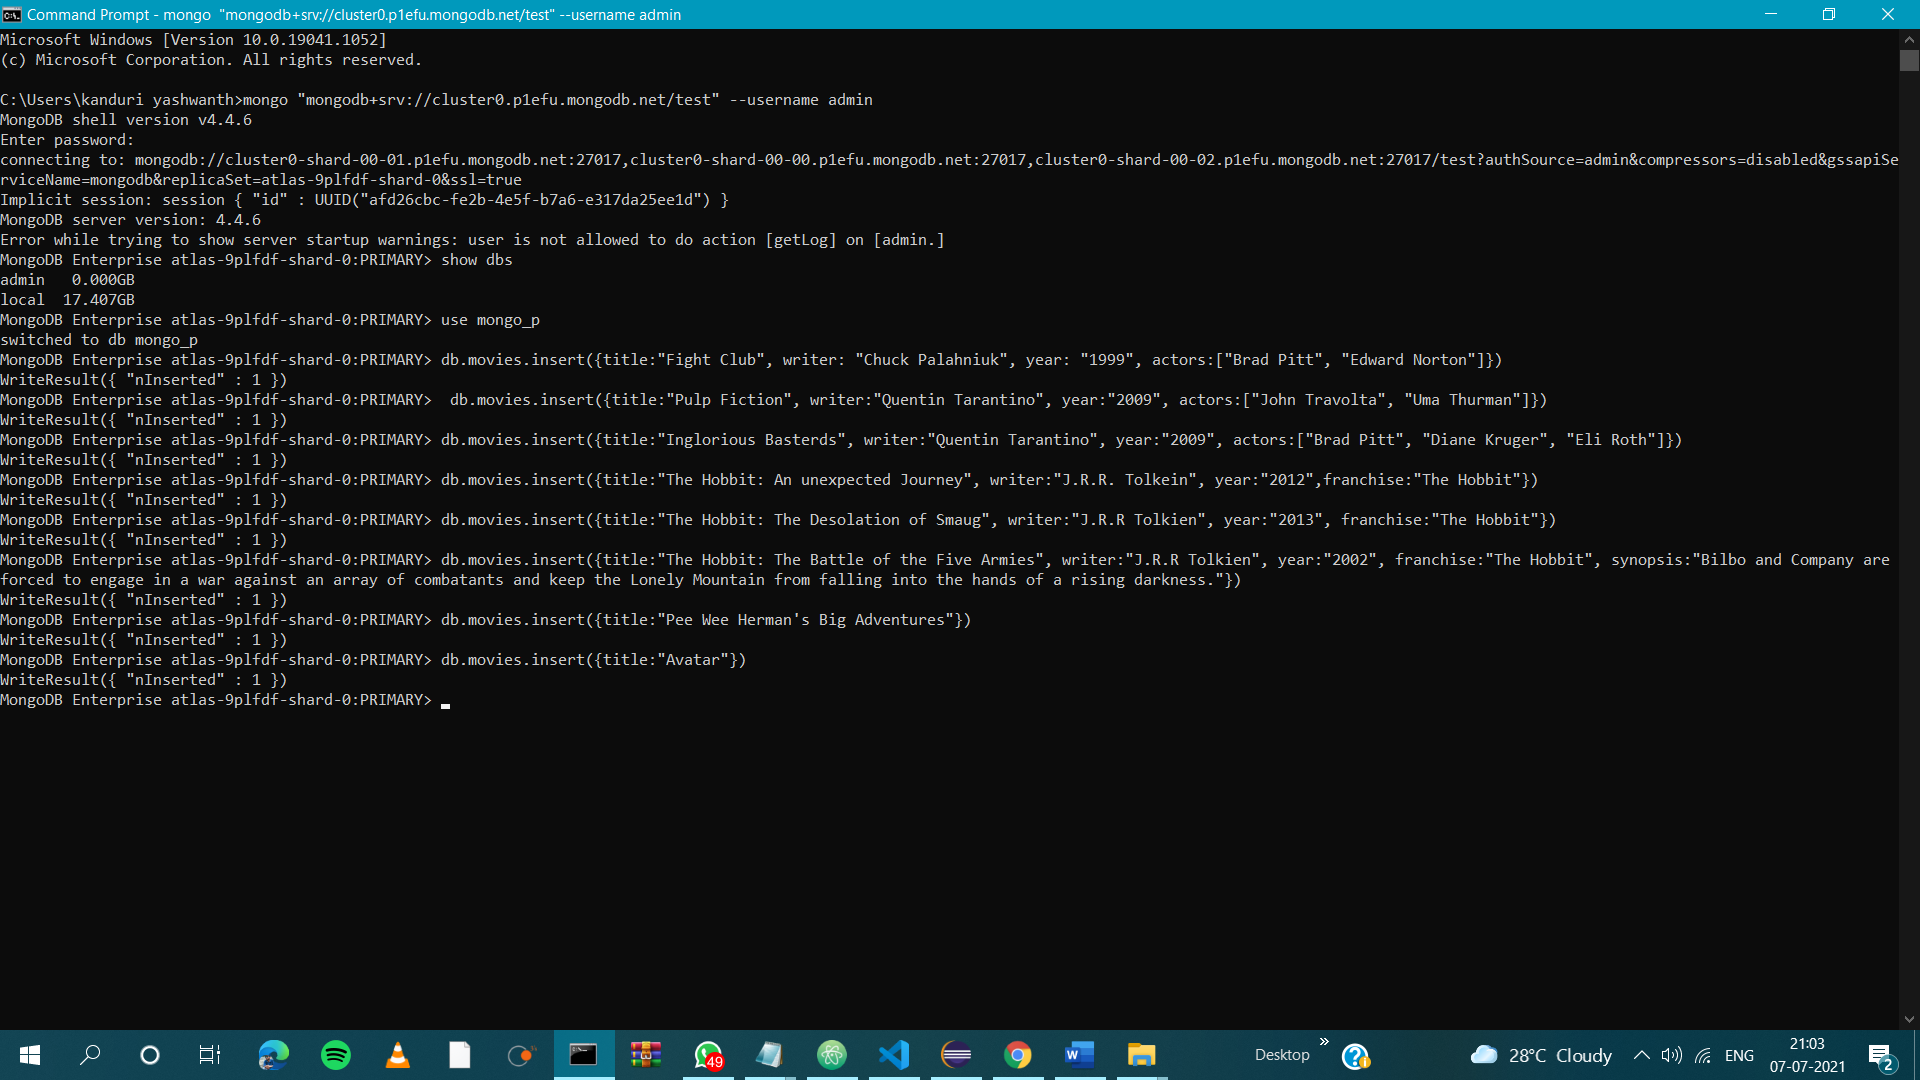 Command Prompt - mongo  "mongodb+srv://cluster0.p1efu.mongodb.net/test" --username admin
Microsoft Windows [Version 10.0.19041.1052]
(c) Microsoft Corporation. All rights reserved.
C:\Users\kanduri yashwanth>mongo "mongodb+srv://cluster0.p1efu.mongodb.net/test" --username admin
MongoDB shell version v4.4.6
Enter password:
connecting to: mongodb://cluster0-shard-00-01.p1efu.mongodb.net:27017,cluster0-shard-00-00.p1efu.mongodb.net:27017,cluster0-shard-00-02.p1efu.mongodb.net:27017/test?authSource=admin&compressors=disabled&gssapiSe
rviceName=mongodb&replicaSet=atlas-9plfdf-shard-0&ssl=true
Implicit session: session { "id" : UUID("afd26cbc-fe2b-4e5f-b7a6-e317da25ee1d") }
MongoDB server version: 4.4.6
Error while trying to show server startup warnings: user is not allowed to do action [getLog] on [admin.]
MongoDB Enterprise atlas-9plfdf-shard-0:PRIMARY> show dbs
admin   0.000GB
local  17.407GB
MongoDB Enterprise atlas-9plfdf-shard-0:PRIMARY> use mongo_p
switched to db mongo_p
MongoDB Enterprise atlas-9plfdf-shard-0:PRIMARY> db.movies.insert({title:"Fight Club", writer: "Chuck Palahniuk", year: "1999", actors:["Brad Pitt", "Edward Norton"]})
WriteResult({ "nInserted" : 1 })
MongoDB Enterprise atlas-9plfdf-shard-0:PRIMARY>  db.movies.insert({title:"Pulp Fiction", writer:"Quentin Tarantino", year:"2009", actors:["John Travolta", "Uma Thurman"]})
WriteResult({ "nInserted" : 1 })
MongoDB Enterprise atlas-9plfdf-shard-0:PRIMARY> db.movies.insert({title:"Inglorious Basterds", writer:"Quentin Tarantino", year:"2009", actors:["Brad Pitt", "Diane Kruger", "Eli Roth"]})
WriteResult({ "nInserted" : 1 })
MongoDB Enterprise atlas-9plfdf-shard-0:PRIMARY> db.movies.insert({title:"The Hobbit: An unexpected Journey", writer:"J.R.R. Tolkein", year:"2012",franchise:"The Hobbit"})
WriteResult({ "nInserted" : 1 })
MongoDB Enterprise atlas-9plfdf-shard-0:PRIMARY> db.movies.insert({title:"The Hobbit: The Desolation of Smaug", writer:"J.R.R Tolkien", year:"2013", franchise:"The Hobbit"})
WriteResult({ "nInserted" : 1 })
MongoDB Enterprise atlas-9plfdf-shard-0:PRIMARY> db.movies.insert({title:"The Hobbit: The Battle of the Five Armies", writer:"J.R.R Tolkien", year:"2002", franchise:"The Hobbit", synopsis:"Bilbo and Company are
forced to engage in a war against an array of combatants and keep the Lonely Mountain from falling into the hands of a rising darkness."})
WriteResult({ "nInserted" : 1 })
MongoDB Enterprise atlas-9plfdf-shard-0:PRIMARY> db.movies.insert({title:"Pee Wee Herman's Big Adventures"})
WriteResult({ "nInserted" : 1 })
MongoDB Enterprise atlas-9plfdf-shard-0:PRIMARY> db.movies.insert({title:"Avatar"})
WriteResult({ "nInserted" : 1 })
MongoDB Enterprise atlas-9plfdf-shard-0:PRIMARY>
49
Desktop
28°C  Cloudy
ENG
21:03
07-07-2021
2